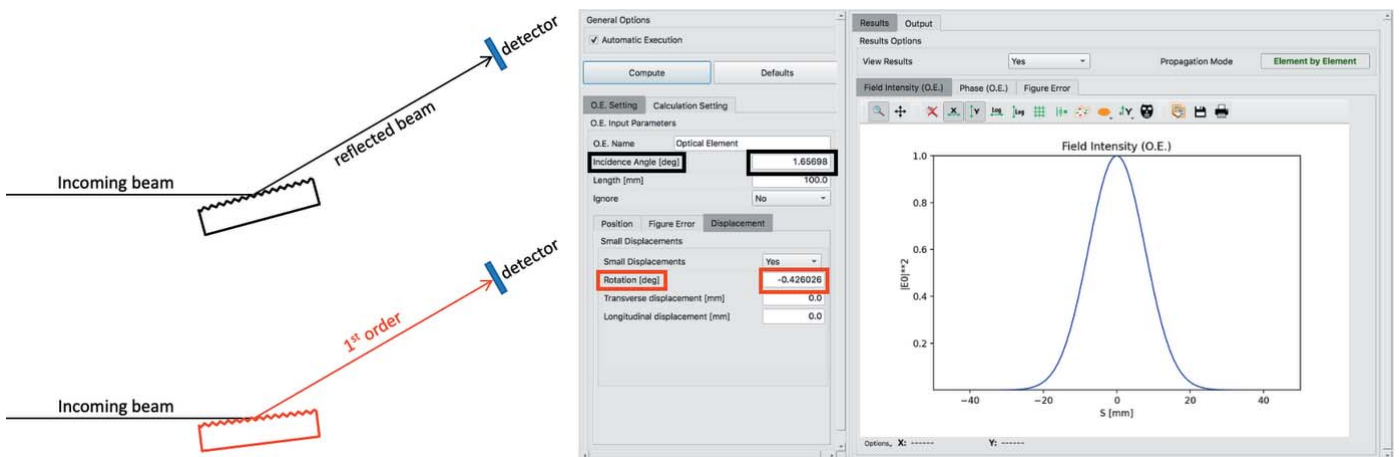 detector
reflected beam
Incoming beam
detector
1st order
Incoming beam
General Options
Automatic Execution
Compute Defaults
O.E. Setting Calculation Setting
O.E. Input Parameters
O.E. Name Optical Element
Incidence Angle [deg] 1.65698
Length [mm] 100.0
Ignore No
Position Figure Error Displacement
Small Displacements
Small Displacements Yes
Rotation [deg] -0.426026
Transverse displacement [mm] 0.0
Longitudinal displacement [mm] 0.0
Results Output
Results Options
View Results Yes Propagation Mode Element by Element
Field Intensity (O.E.) Phase (O.E.) Figure Error
X Y Log Log Y
Field Intensity (O.E.)
1.0
0.8
0.6
0.4
0.2
|E0|**2
−40 −20 0 20 40
S [mm]
Options, X: ------ Y: ------